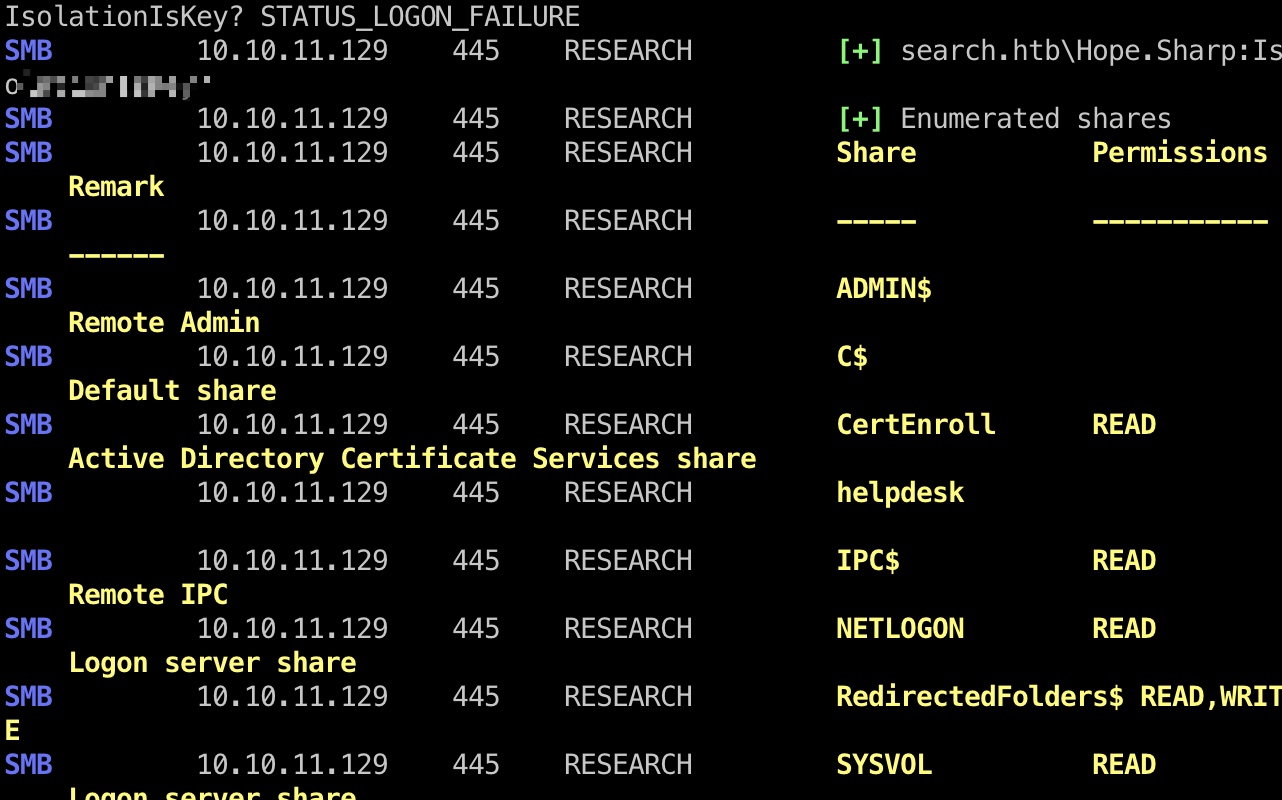 IsolationIsKey? STATUS_LOGON_FAILURE
SMB 10.10.11.129 445 RESEARCH [+] search.htb\Hope.Sharp:Is
o
SMB 10.10.11.129 445 RESEARCH [+] Enumerated shares
SMB 10.10.11.129 445 RESEARCH Share Permissions
Remark
SMB 10.10.11.129 445 RESEARCH ----- -----------
------
SMB 10.10.11.129 445 RESEARCH ADMIN$
Remote Admin
SMB 10.10.11.129 445 RESEARCH C$
Default share
SMB 10.10.11.129 445 RESEARCH CertEnroll READ
Active Directory Certificate Services share
SMB 10.10.11.129 445 RESEARCH helpdesk
SMB 10.10.11.129 445 RESEARCH IPC$ READ
Remote IPC
SMB 10.10.11.129 445 RESEARCH NETLOGON READ
Logon server share
SMB 10.10.11.129 445 RESEARCH RedirectedFolders$ READ,WRIT
E
SMB 10.10.11.129 445 RESEARCH SYSVOL READ
Logon server share